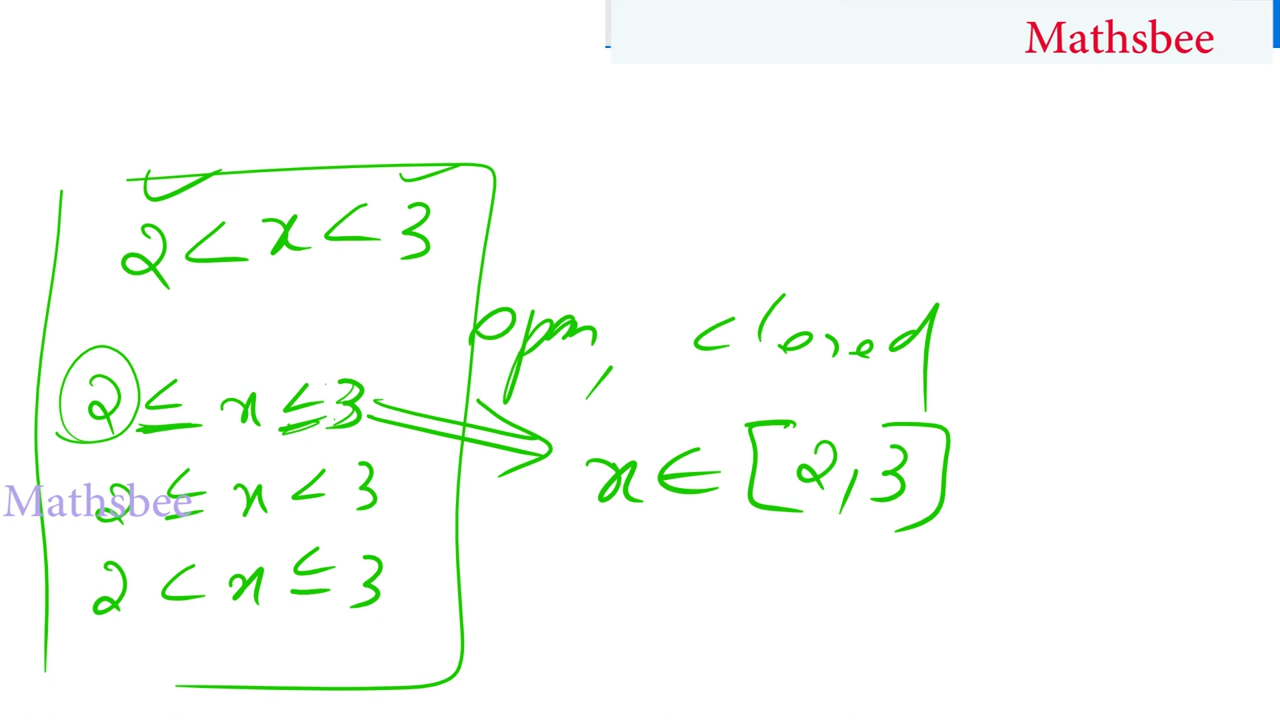 Mathsbee
2 < x < 3
open, closed
2 ≤ x ≤ 3
x ∈ [2, 3]
2 ≤ x < 3
Mathsbee
2 < x ≤ 3